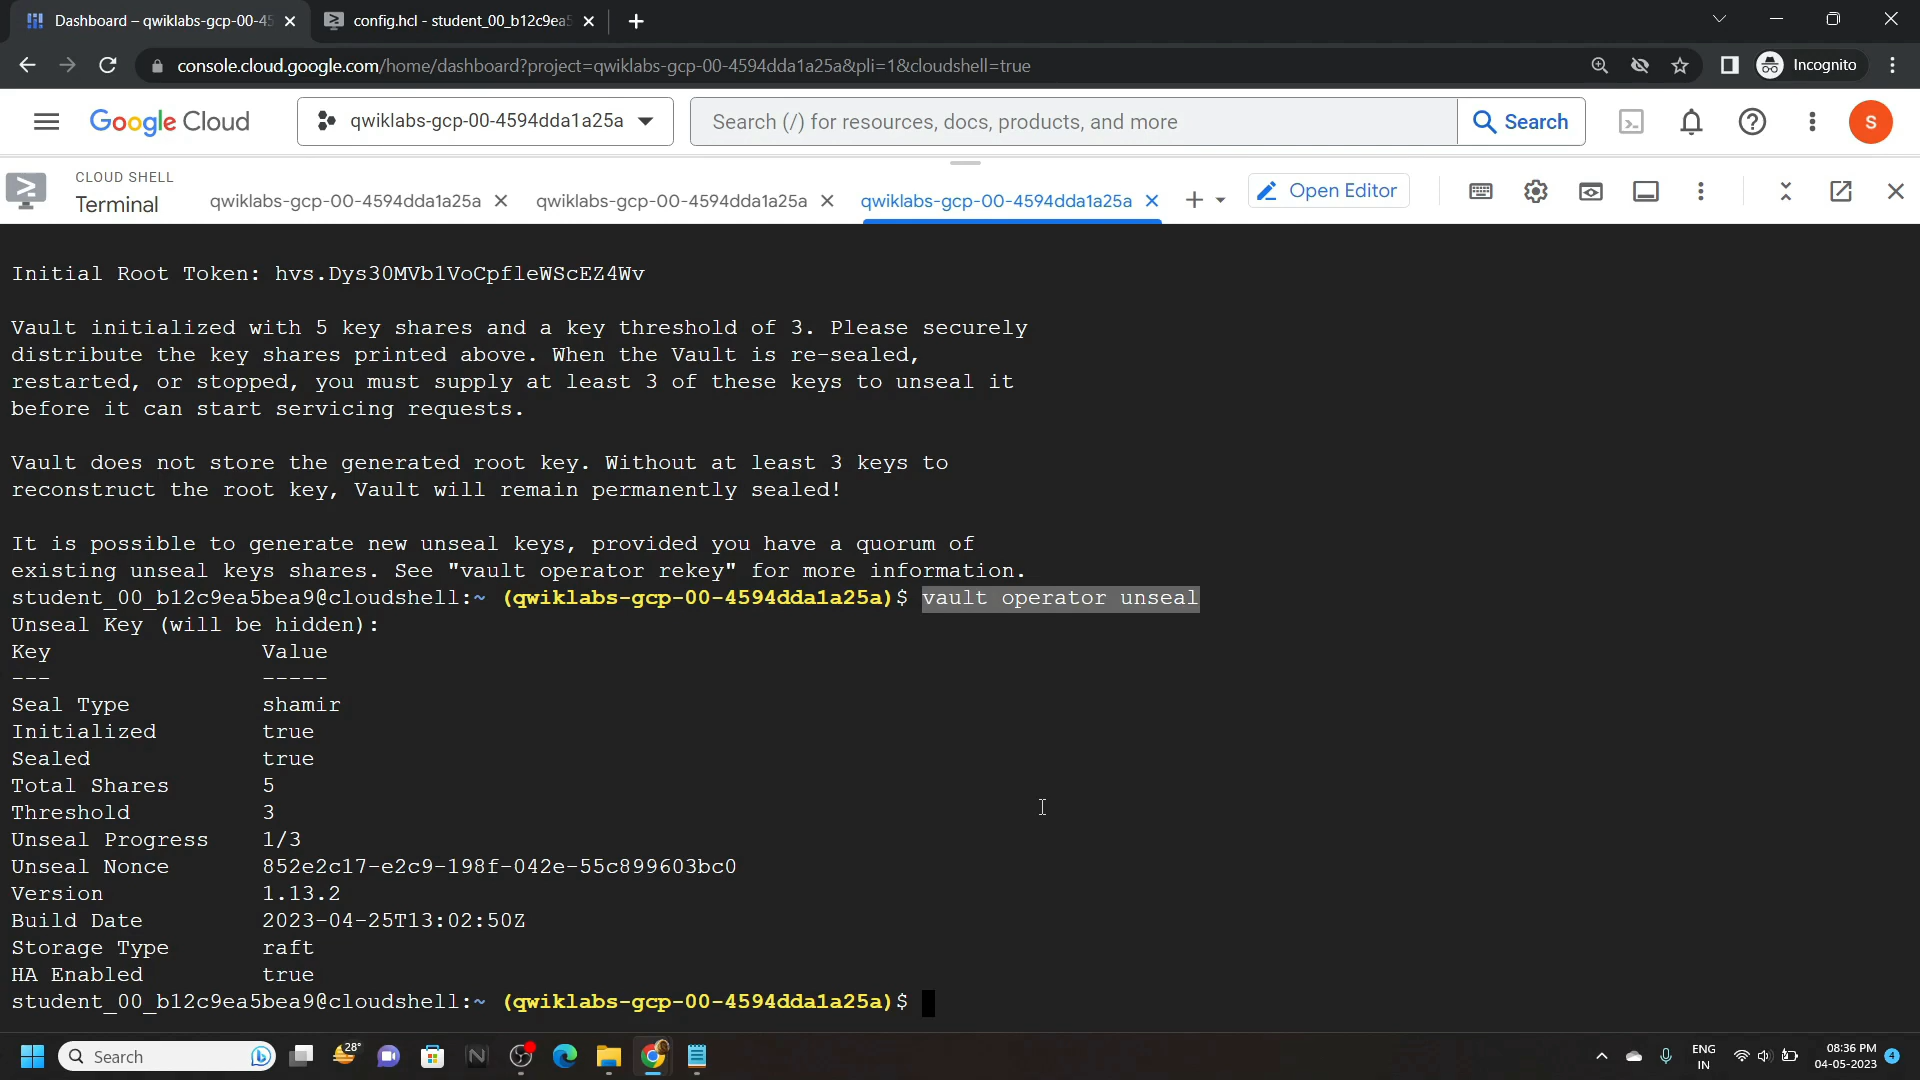 Dashboard – qwiklabs-gcp-00-45
config.hcl - student_00_b12c9ea5
console.cloud.google.com/home/dashboard?project=qwiklabs-gcp-00-4594dda1a25a&pli=1&cloudshell=true
Incognito
Google Cloud
qwiklabs-gcp-00-4594dda1a25a
Search (/) for resources, docs, products, and more
Search
S
CLOUD SHELL
Terminal
qwiklabs-gcp-00-4594dda1a25a
qwiklabs-gcp-00-4594dda1a25a
qwiklabs-gcp-00-4594dda1a25a
Open Editor
Initial Root Token: hvs.Dys30MVb1VoCpfleWScEZ4Wv
Vault initialized with 5 key shares and a key threshold of 3. Please securely
distribute the key shares printed above. When the Vault is re-sealed,
restarted, or stopped, you must supply at least 3 of these keys to unseal it
before it can start servicing requests.
Vault does not store the generated root key. Without at least 3 keys to
reconstruct the root key, Vault will remain permanently sealed!
It is possible to generate new unseal keys, provided you have a quorum of
existing unseal keys shares. See "vault operator rekey" for more information.
student_00_b12c9ea5bea9@cloudshell:~ (qwiklabs-gcp-00-4594dda1a25a)$ vault operator unseal
Unseal Key (will be hidden):
Key Value
--- -----
Seal Type shamir
Initialized true
Sealed true
Total Shares 5
Threshold 3
Unseal Progress 1/3
Unseal Nonce 852e2c17-e2c9-198f-042e-55c899603bc0
Version 1.13.2
Build Date 2023-04-25T13:02:50Z
Storage Type raft
HA Enabled true
student_00_b12c9ea5bea9@cloudshell:~ (qwiklabs-gcp-00-4594dda1a25a)$
Search
28°
ENG
IN
08:36 PM
04-05-2023
4